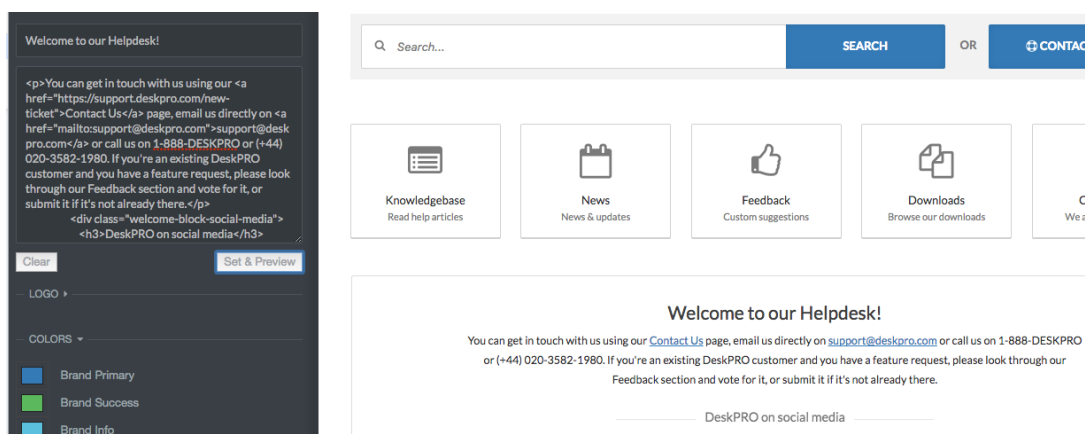 Welcome to our Helpdesk!
<p>You can get in touch with us using our <a
href="https://support.deskpro.com/new-
ticket">Contact Us</a> page, email us directly on <a
href="mailto:support@deskpro.com">support@desk
pro.com</a> or call us on 1-888-DESKPRO or (+44)
020-3582-1980. If you're an existing DeskPRO
customer and you have a feature request, please look
through our Feedback section and vote for it, or
submit it if it's not already there.</p>
<div class="welcome-block-social-media">
<h3>DeskPRO on social media</h3>
Clear
Set & Preview
LOGO
COLORS
Brand Primary
Brand Success
Brand Info
Search...
SEARCH
OR
CONTAC
Knowledgebase
Read help articles
News
News & updates
Feedback
Custom suggestions
Downloads
Browse our downloads
C
We a
Welcome to our Helpdesk!
You can get in touch with us using our Contact Us page, email us directly on support@deskpro.com or call us on 1-888-DESKPRO
or (+44) 020-3582-1980. If you're an existing DeskPRO customer and you have a feature request, please look through our
Feedback section and vote for it, or submit it if it's not already there.
DeskPRO on social media